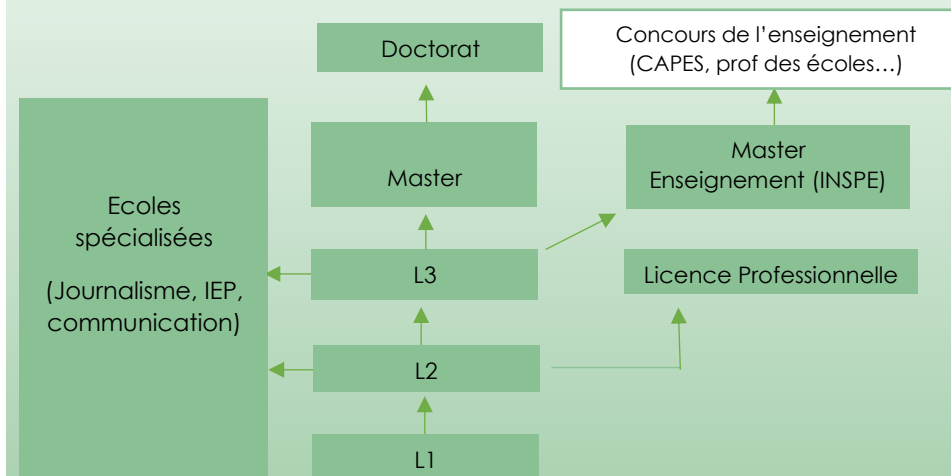 Doctorat
Concours de l’enseignement
(CAPES, prof des écoles…)
Master
Master
Enseignement (INSPE)
Ecoles
spécialisées
(Journalisme, IEP,
communication)
L3
Licence Professionnelle
L2
L1